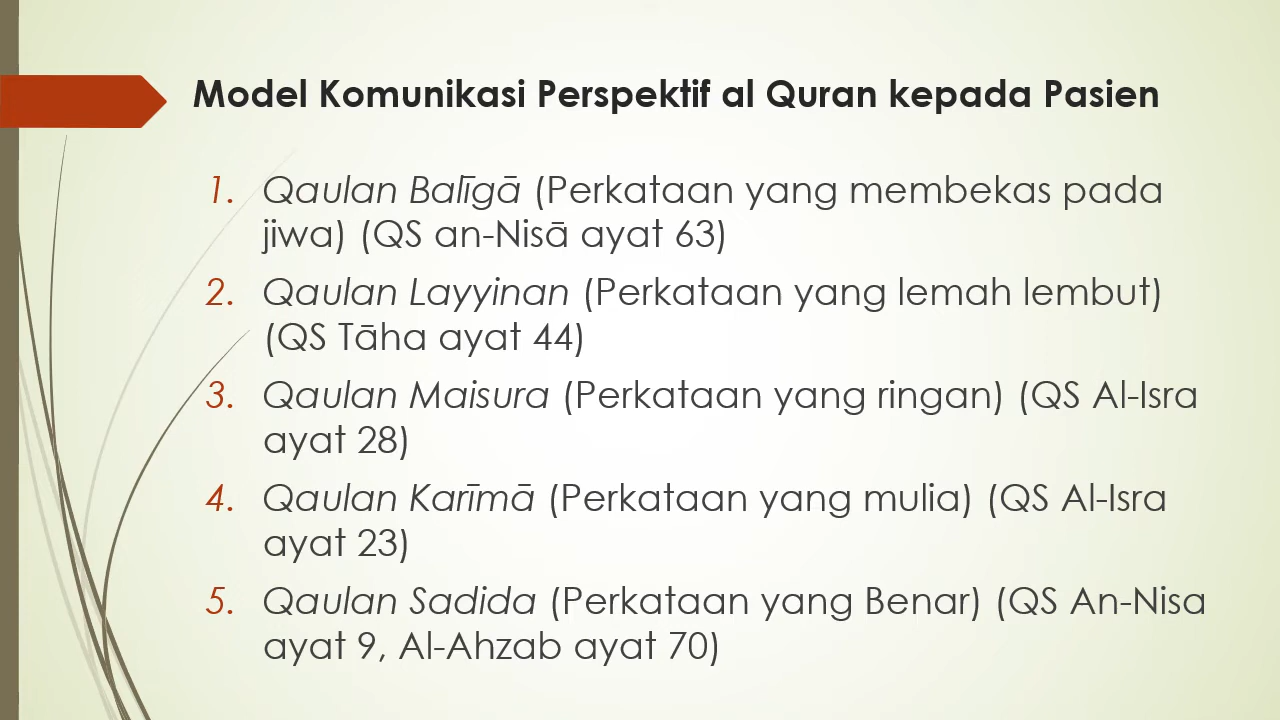 Model Komunikasi Perspektif al Quran kepada Pasien
1. Qaulan Balīgā (Perkataan yang membekas pada
jiwa) (QS an-Nisā ayat 63)
2. Qaulan Layyinan (Perkataan yang lemah lembut)
(QS Tāha ayat 44)
3. Qaulan Maisura (Perkataan yang ringan) (QS Al-Isra
ayat 28)
4. Qaulan Karīmā (Perkataan yang mulia) (QS Al-Isra
ayat 23)
5. Qaulan Sadida (Perkataan yang Benar) (QS An-Nisa
ayat 9, Al-Ahzab ayat 70)